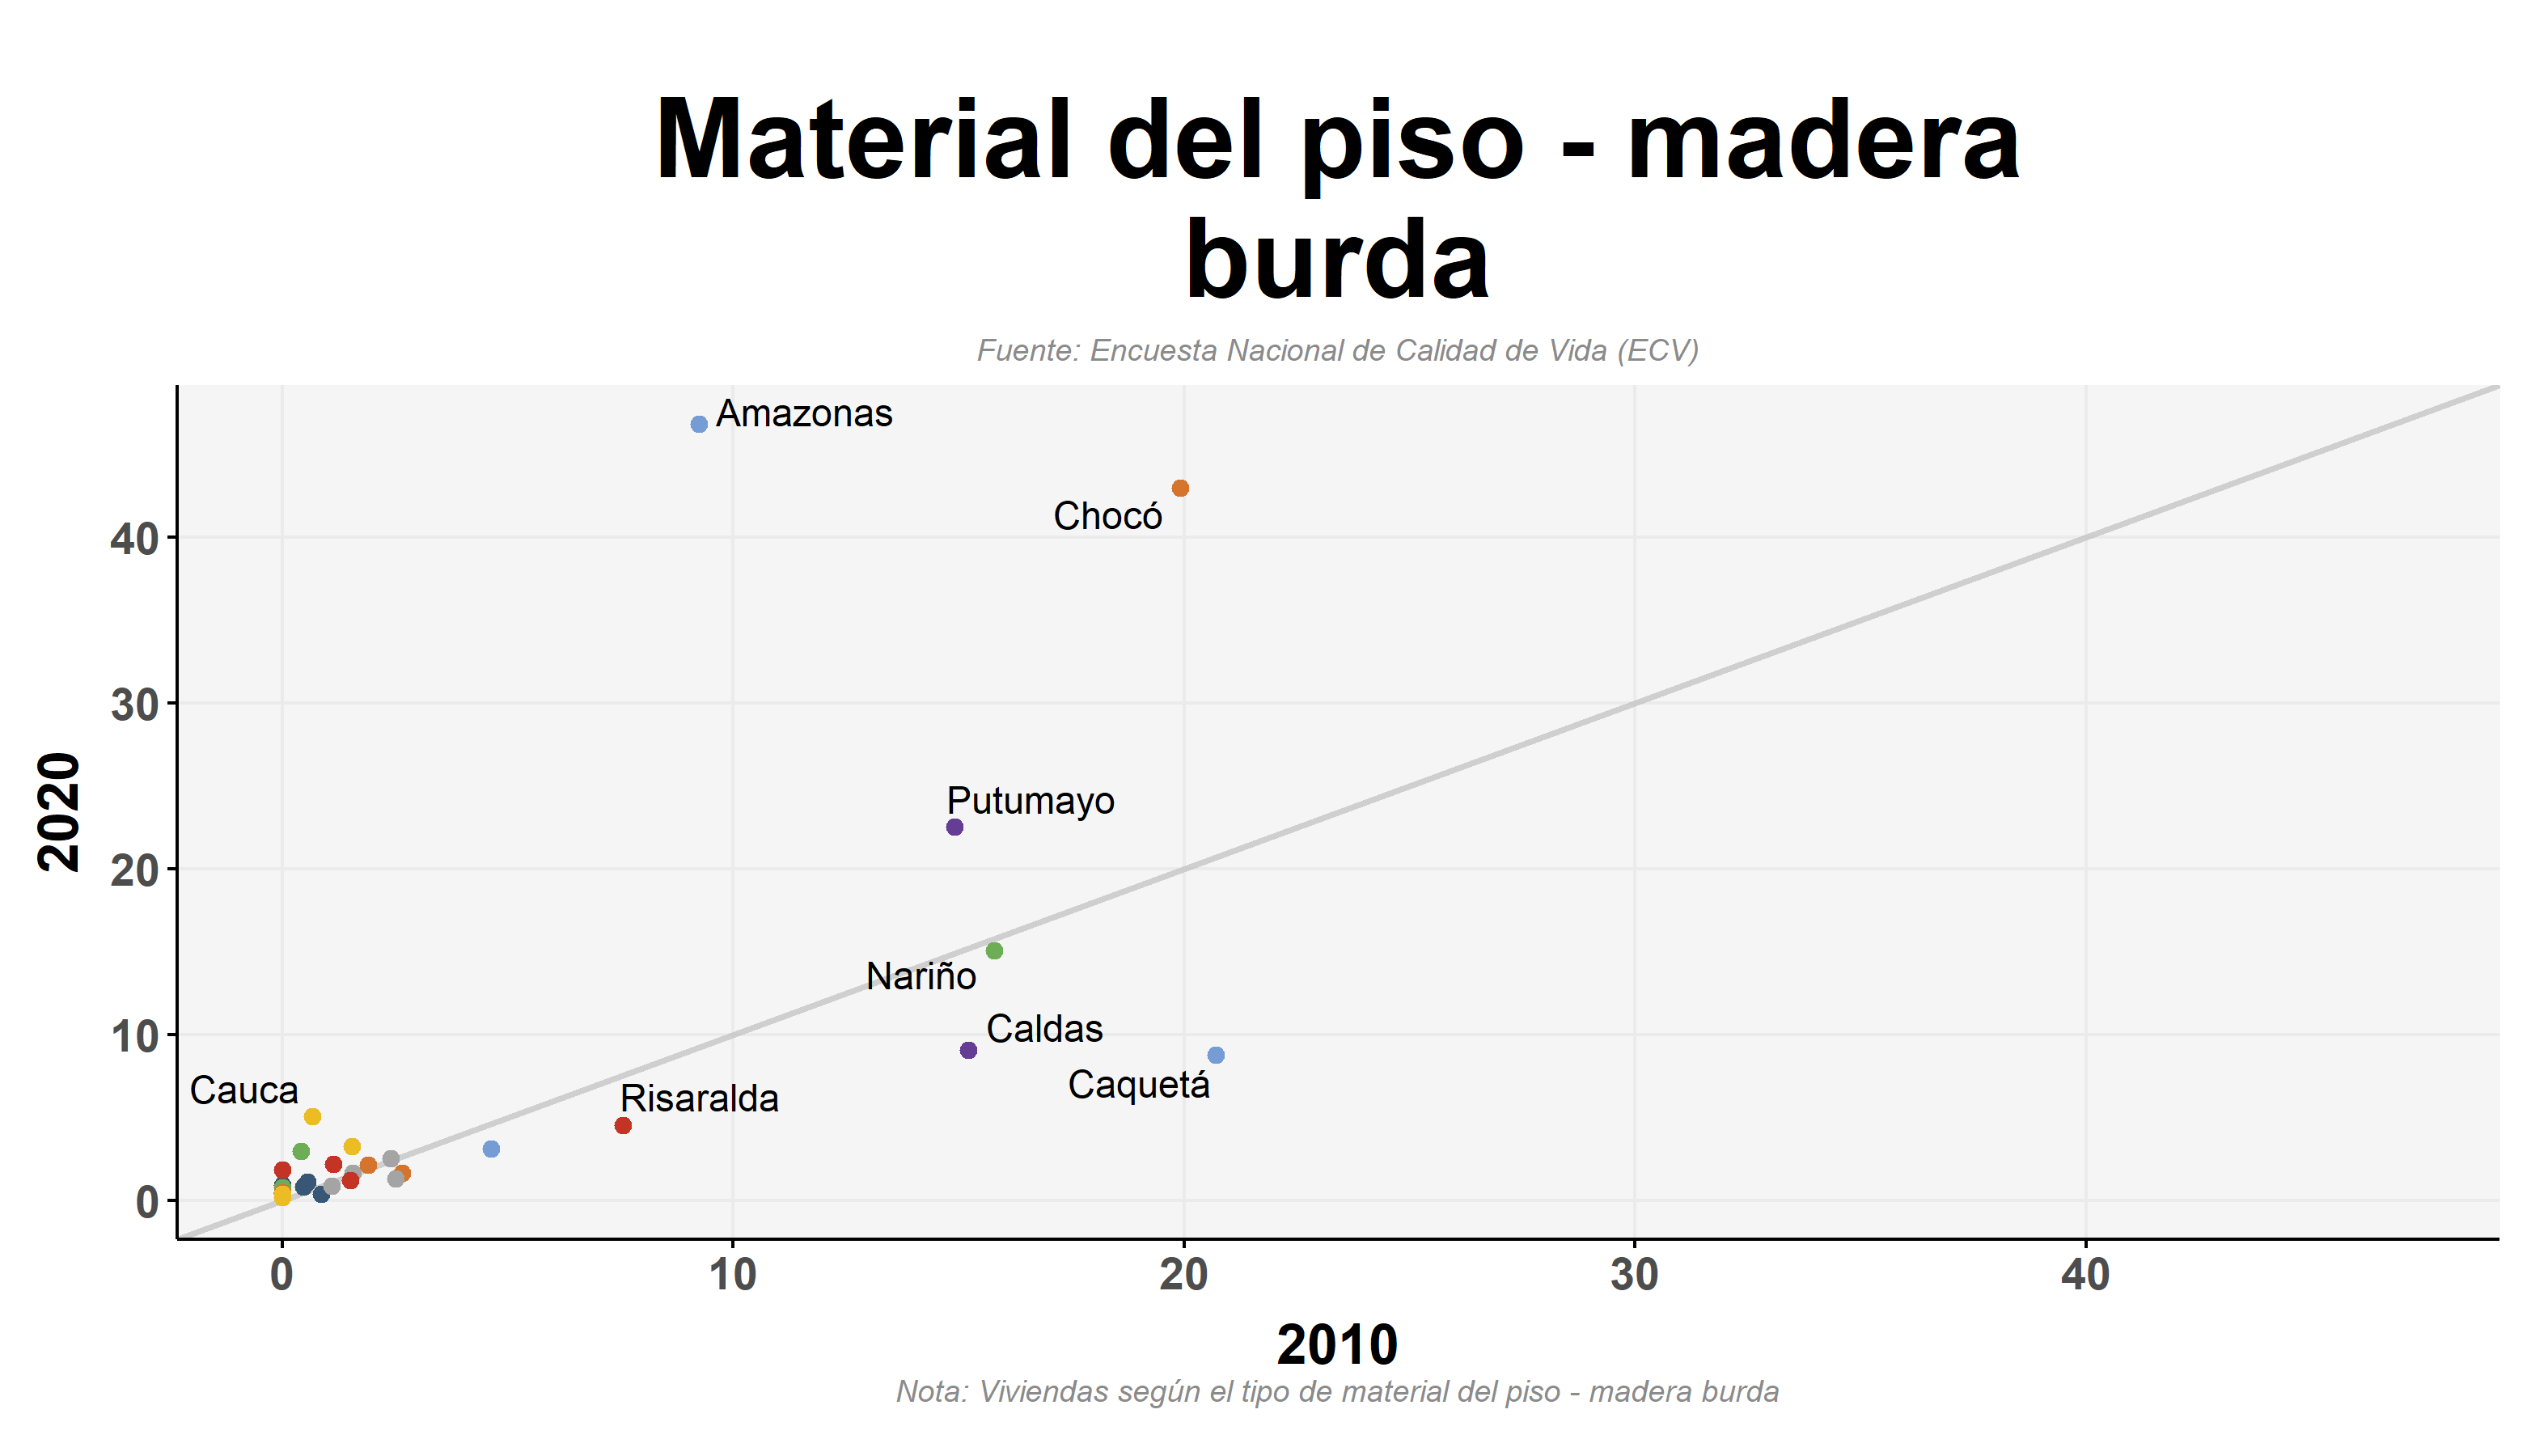 Material del piso - madera
burda
Fuente: Encuesta Nacional de Calidad de Vida (ECV)
Amazonas
Chocó
40
30
Putumayo
2020
20
Nariño
Caldas
10
Caquetá
Cauca
Risaralda
0
0 10 20 30 40
2010
Nota: Viviendas según el tipo de material del piso - madera burda